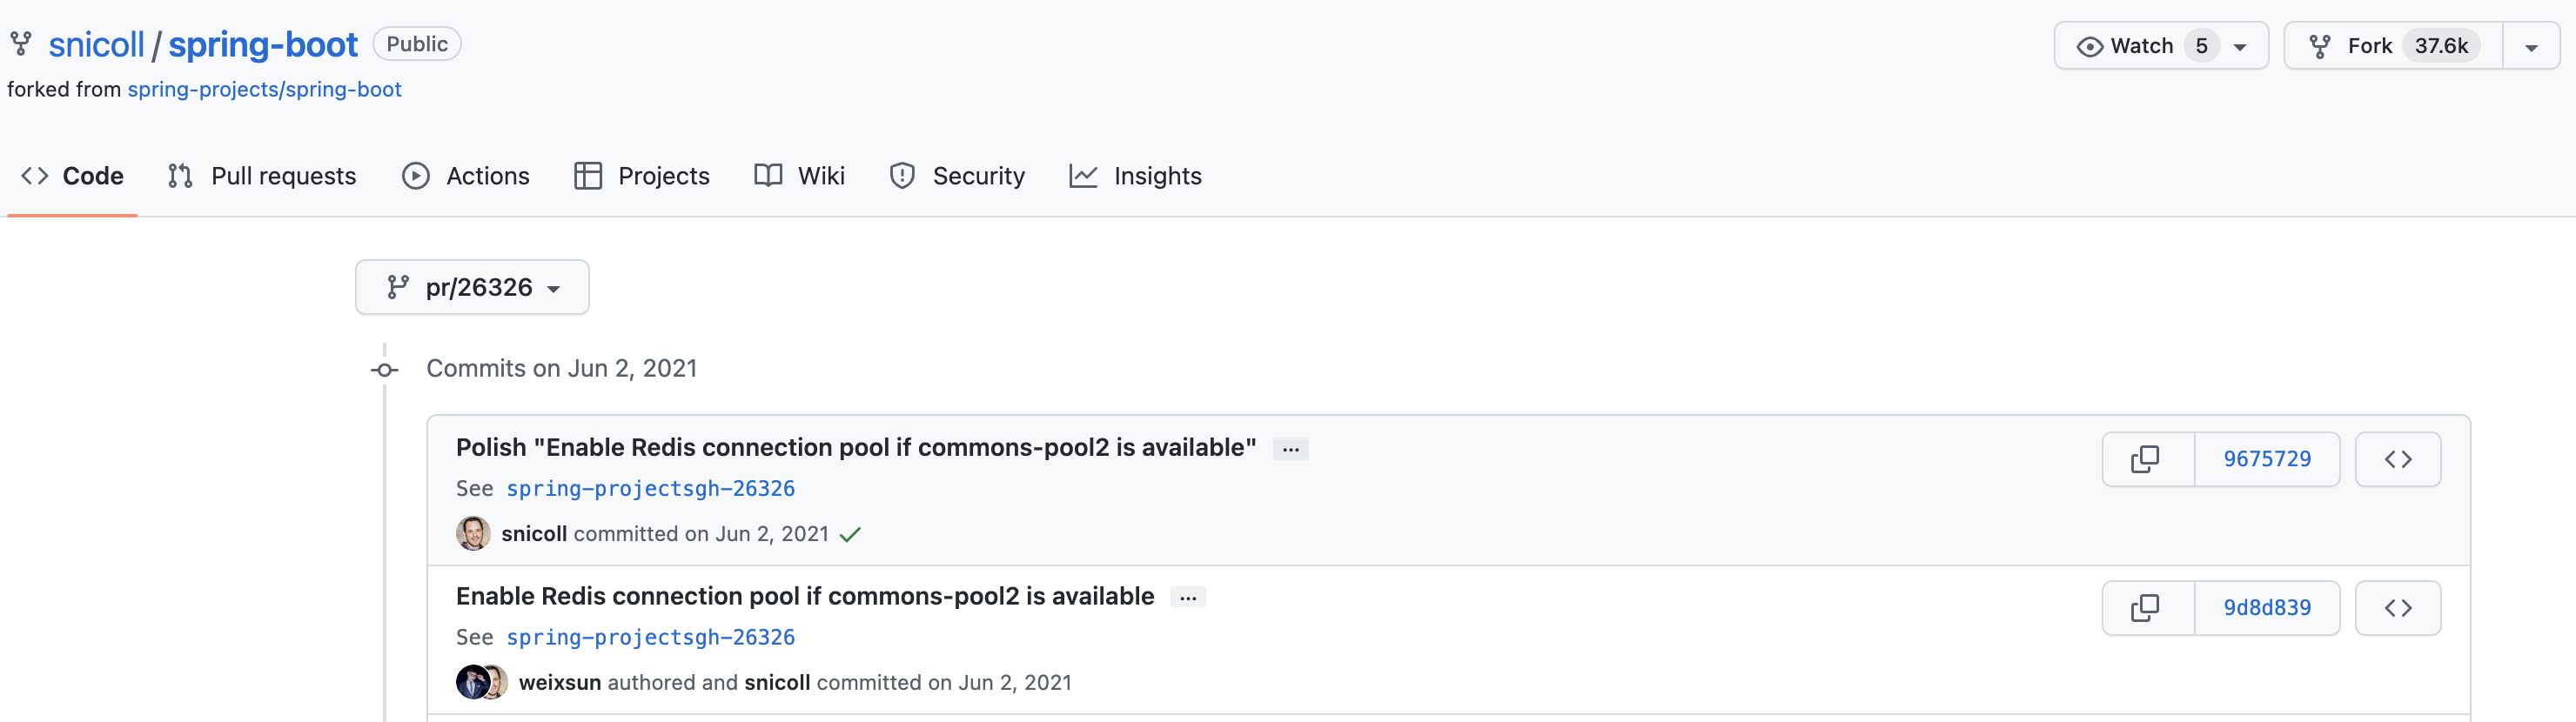 snicoll / spring-boot Public
Watch 5
Fork 37.6k
forked from spring-projects/spring-boot
Code
Pull requests
Actions
Projects
Wiki
Security
Insights
pr/26326
Commits on Jun 2, 2021
Polish "Enable Redis connection pool if commons-pool2 is available" ...
9675729
See spring-projectsgh-26326
snicoll committed on Jun 2, 2021
Enable Redis connection pool if commons-pool2 is available ...
9d8d839
See spring-projectsgh-26326
weixsun authored and snicoll committed on Jun 2, 2021